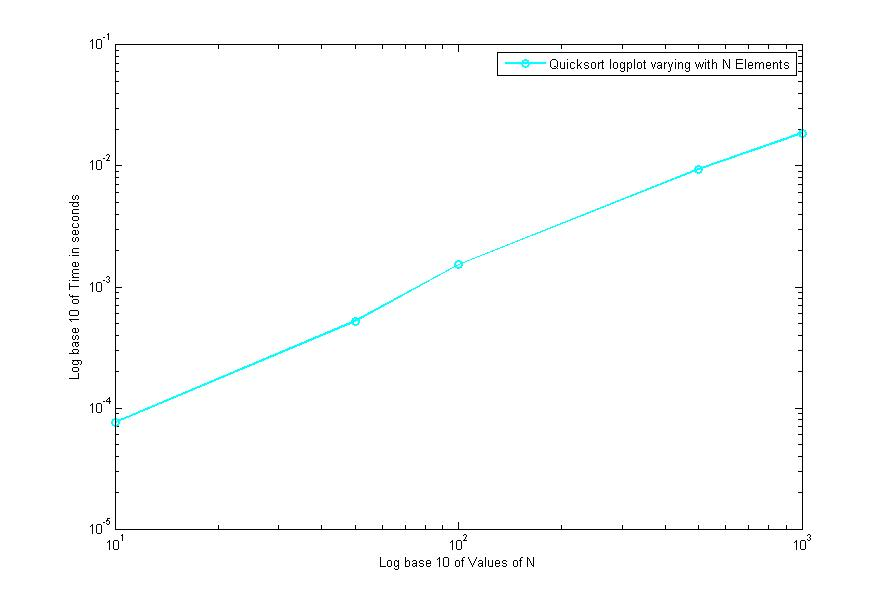 10^-1
Quicksort logplot varying with N Elements
10^-2
10^-3
10^-4
10^-5
Log base 10 of Time in seconds
10^1
10^2
10^3
Log base 10 of Values of N